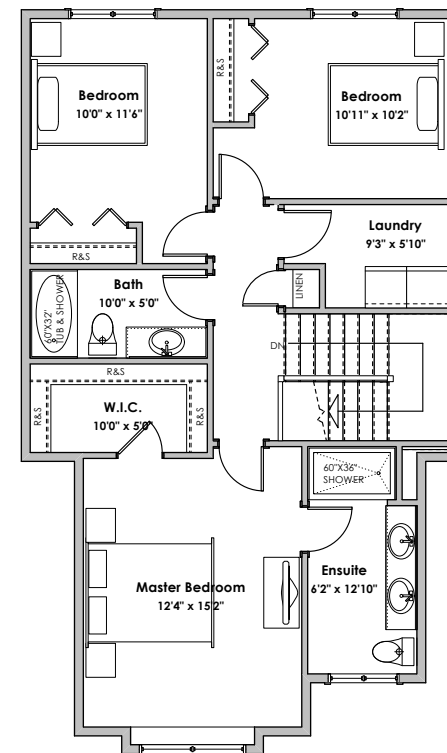 R&S
Bedroom
10'0" x 11'6"
Bedroom
10'11" x 10'2"
R&S
Laundry
9'3" x 5'10"
Bath
10'0" x 5'0"
60"X32"
TUB & SHOWER
LINEN
DN
R&S
R&S
R&S
W.I.C.
10'0" x 5'0"
60"X36"
SHOWER
Ensuite
6'2" x 12'10"
Master Bedroom
12'4" x 15'2"